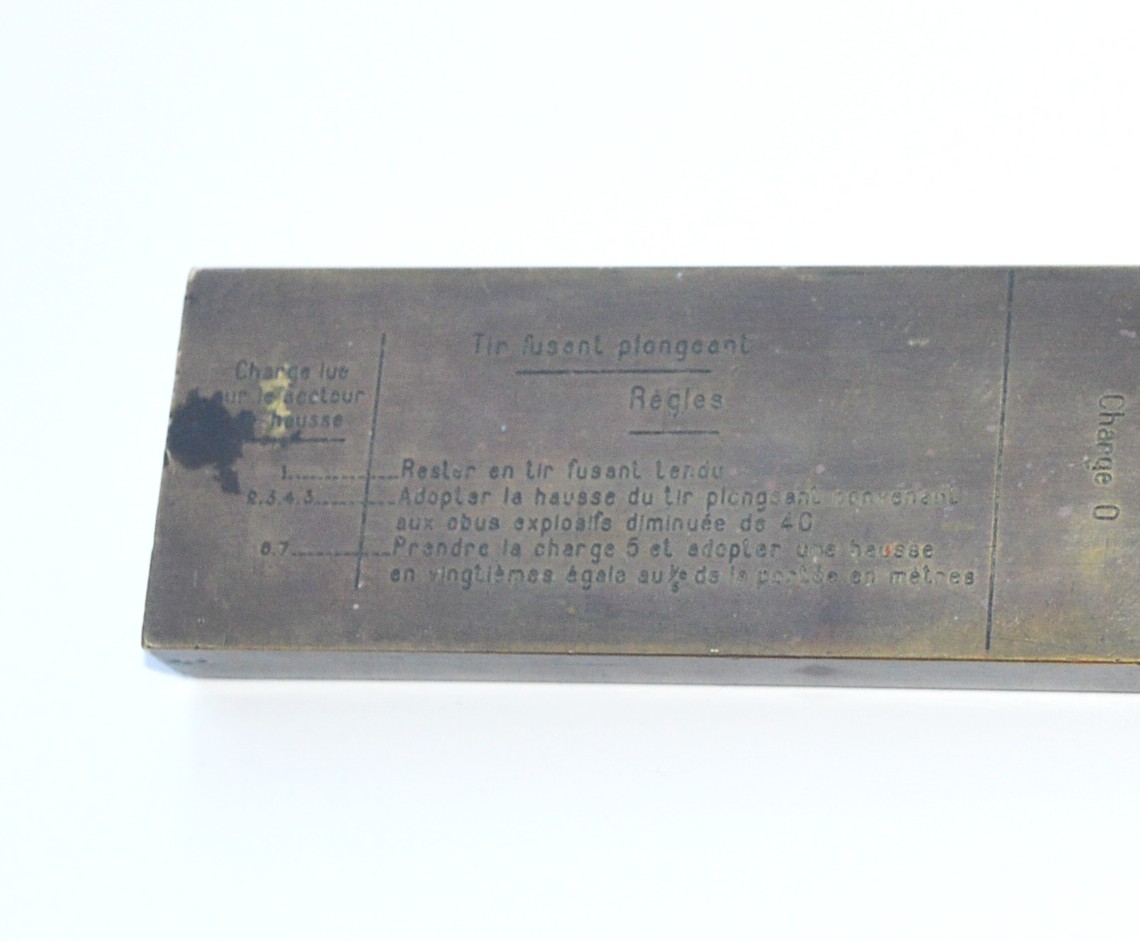 Tir fusant plongeant
Règles
Charge lue
sur le secteur
hausse
1.............Rester en tir fusant tendu
2.3.4.5...........Adopter la hausse du tir plongeant convenant
aux obus explosifs diminuée de 40
6.7..............Prendre la charge 5 et adopter une hausse
en vingtièmes égale au de la portée en mètres
Charge 0